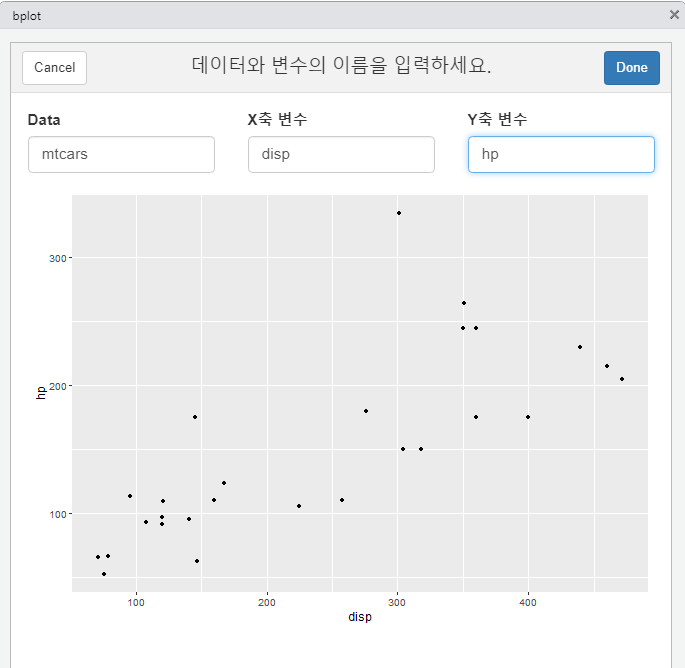 bplot
Cancel
데이터와 변수의 이름을 입력하세요.
Done
Data
X축 변수
Y축 변수
mtcars
disp
hp
300
200
100
hp
100
200
300
400
disp